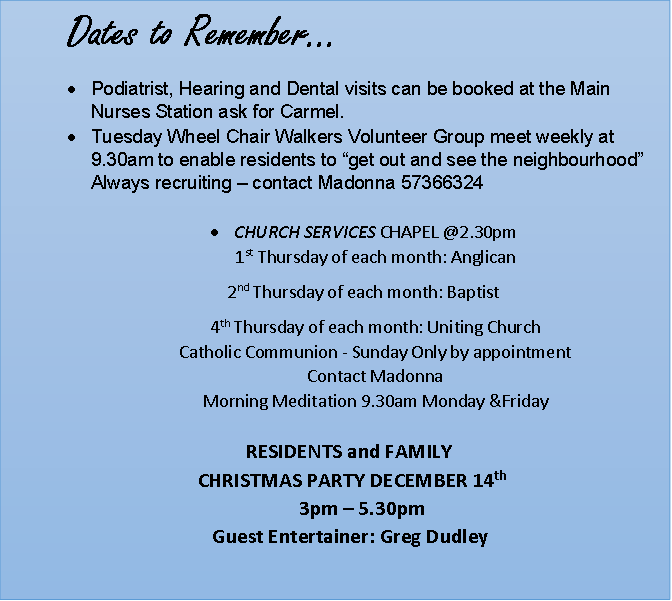 Dates to Remember...
• Podiatrist, Hearing and Dental visits can be booked at the Main
Nurses Station ask for Carmel.
• Tuesday Wheel Chair Walkers Volunteer Group meet weekly at
9.30am to enable residents to “get out and see the neighbourhood”
Always recruiting – contact Madonna 57366324
• CHURCH SERVICES CHAPEL @2.30pm
1st Thursday of each month: Anglican
2nd Thursday of each month: Baptist
4th Thursday of each month: Uniting Church
Catholic Communion - Sunday Only by appointment
Contact Madonna
Morning Meditation 9.30am Monday &Friday
RESIDENTS and FAMILY
CHRISTMAS PARTY DECEMBER 14th
3pm – 5.30pm
Guest Entertainer: Greg Dudley